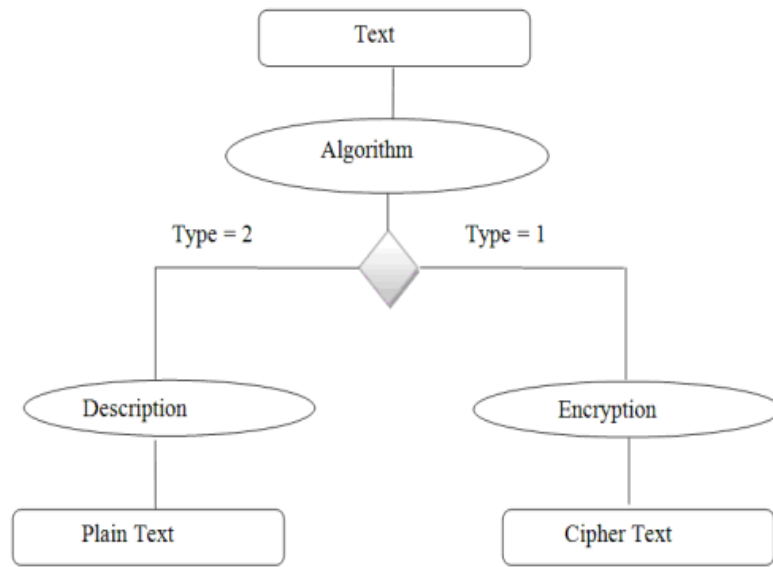 Text
Algorithm
Type = 2
Type = 1
Description
Encryption
Plain Text
Cipher Text